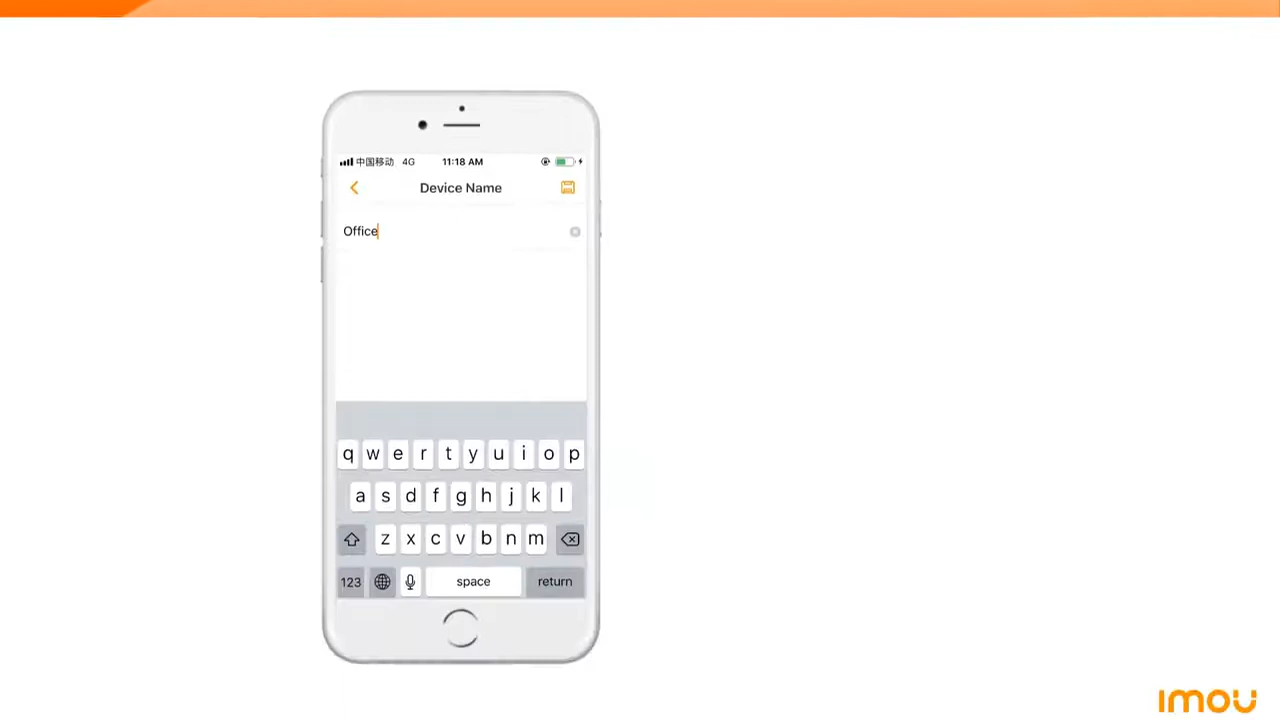 中国移动 4G 11:18 AM
Device Name
Office
q w e r t y u i o p
a s d f g h j k l
z x c v b n m
123 space return
imou